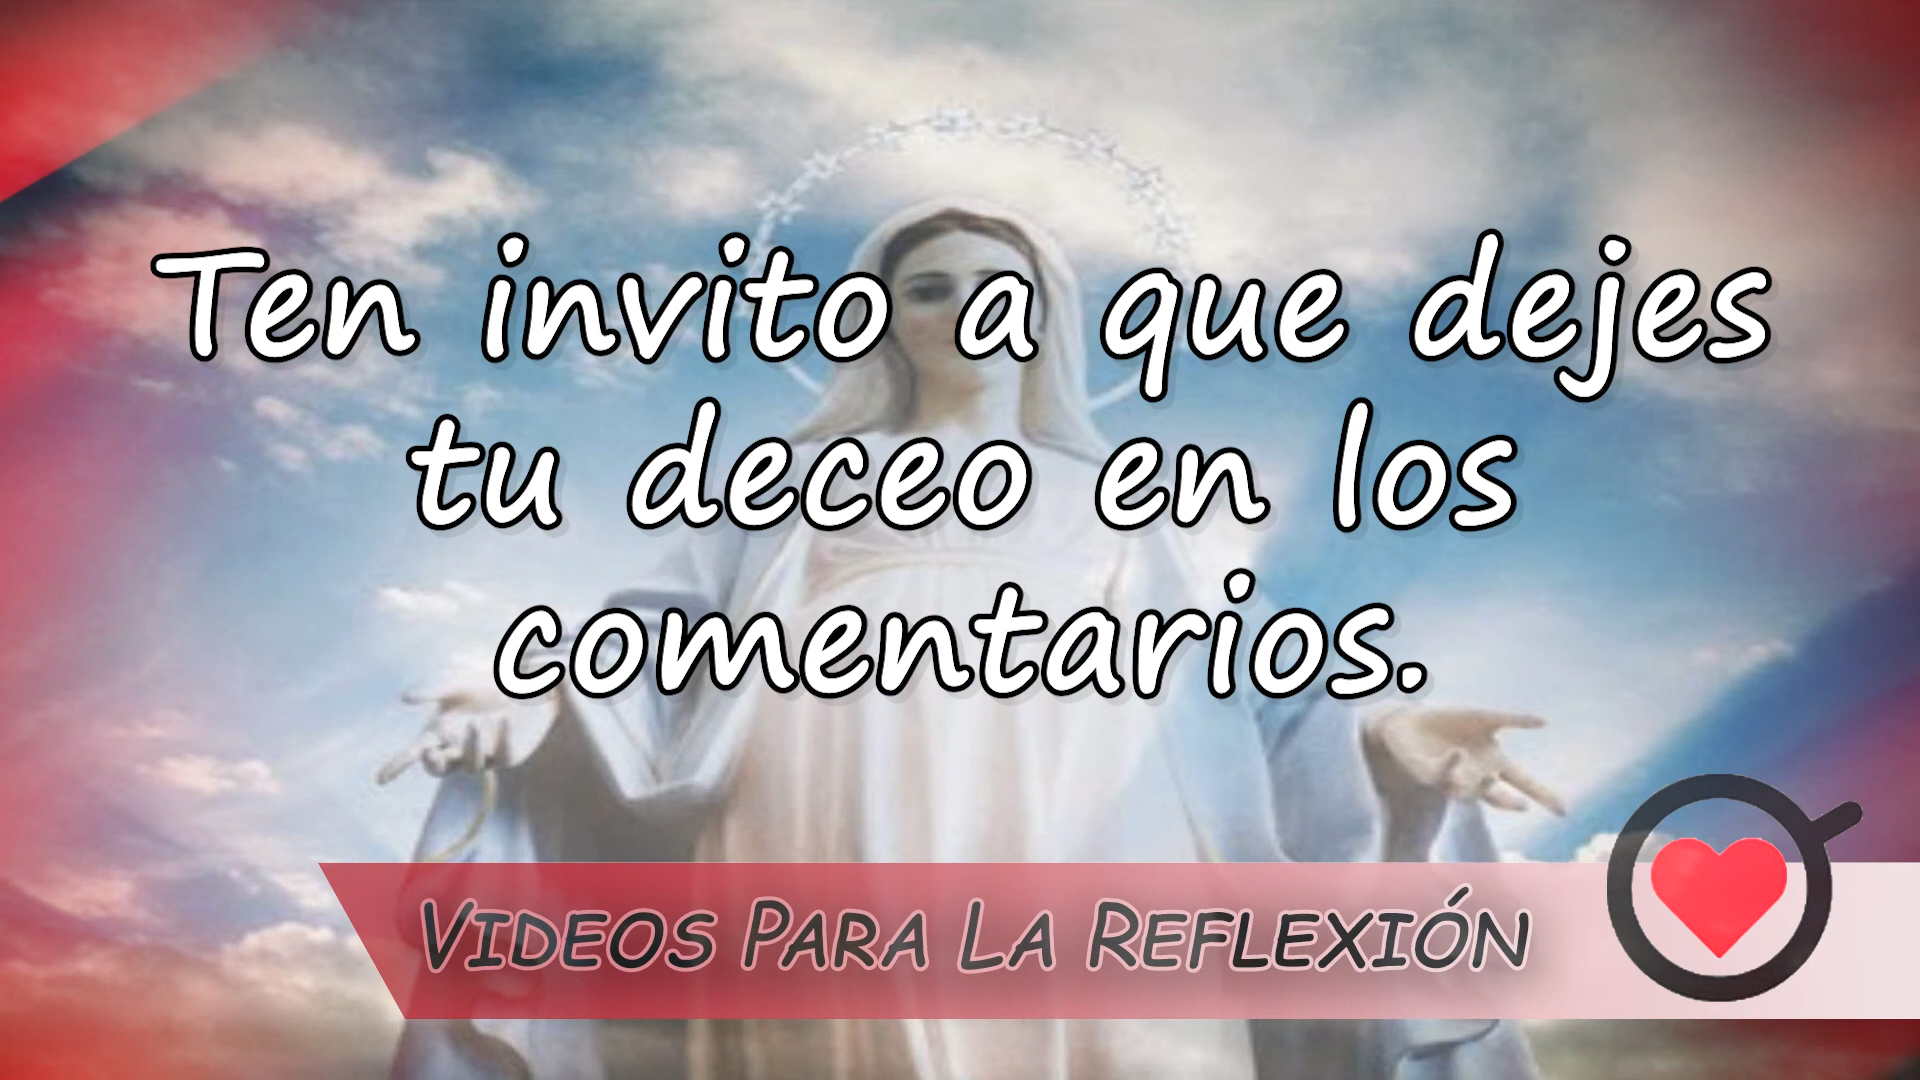 Ten invito a que dejes
tu deceo en los
comentarios.
VIDEOS PARA LA REFLEXIÓN